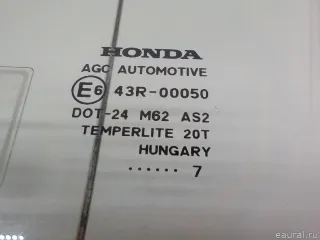 HONDA
AGC AUTOMOTIVE
E6 43R-00050
DOT-24 M62 AS2
TEMPERLITE 20T
HUNGARY
...... 7
eaural.ru